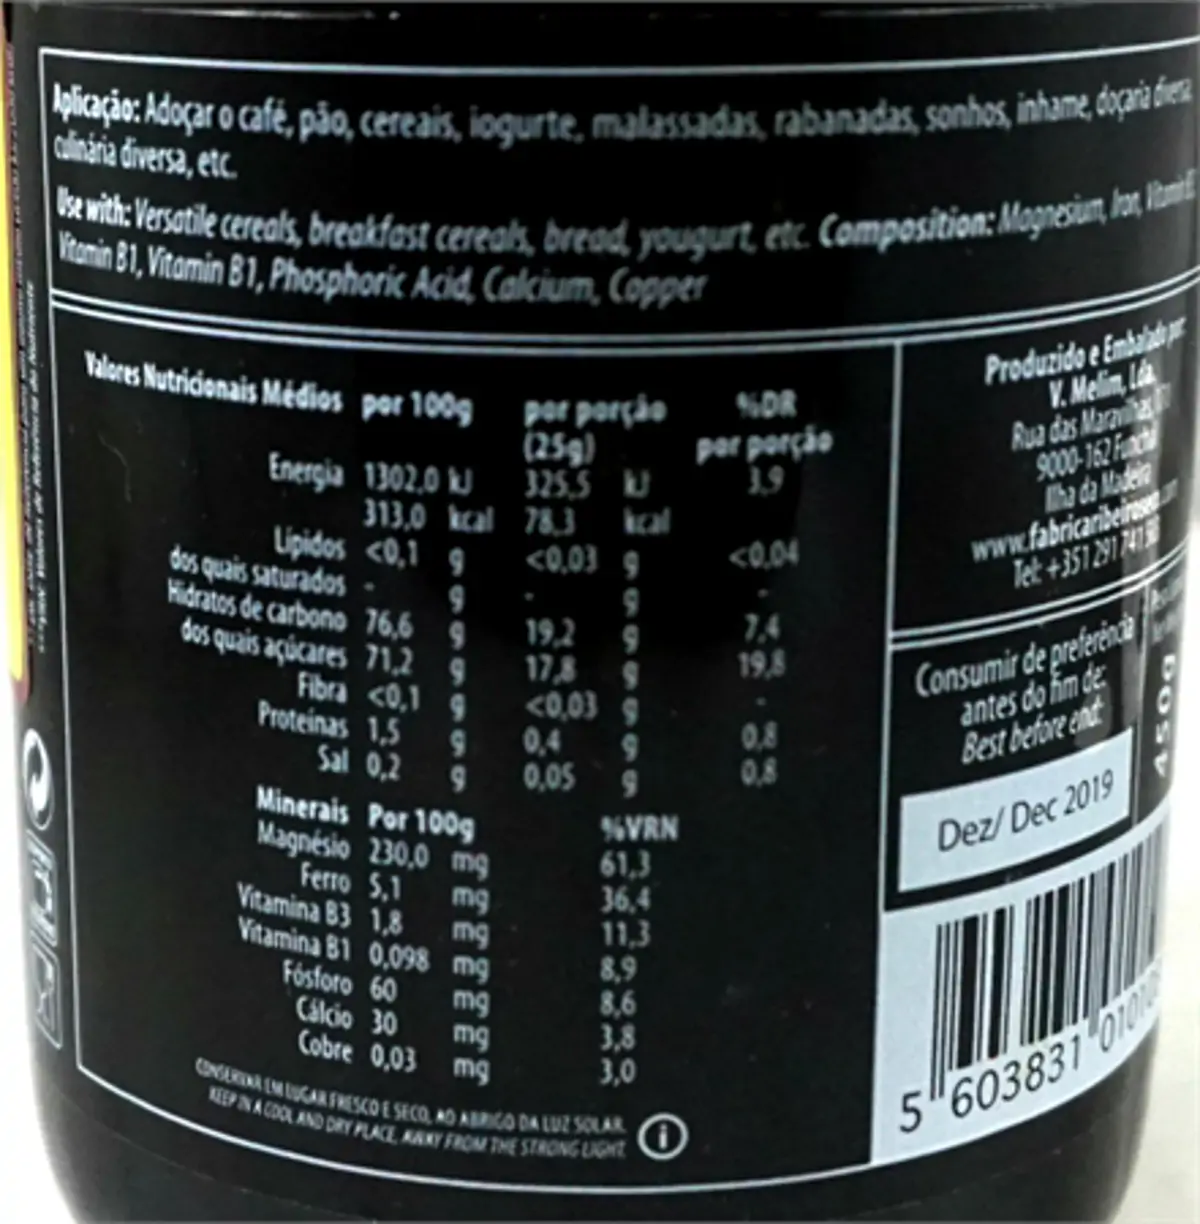 Aplicação: Adoçar o café, pão, cereais, iogurte, malassadas, rabanadas, sonhos, inhame, doçaria diversa
culinária diversa, etc.
Use with: Versatile cereals, breakfast cereals, bread, yougurt, etc. Composition: Magnesium, Iron, Vitamin B3
Vitamin B1, Vitamin B1, Phosphoric Acid, Calcium, Copper
Valores Nutricionais Médios por 100g por porção (25g) %DR por porção
Energia 1302,0 kJ 325,5 kJ 3,9
313,0 kcal 78,3 kcal
Lípidos <0,1 g <0,03 g <0,04
dos quais saturados - g - g -
Hidratos de carbono 76,6 g 19,2 g 7,4
dos quais açúcares 71,2 g 17,8 g 19,8
Fibra <0,1 g <0,03 g -
Proteínas 1,5 g 0,4 g 0,8
Sal 0,2 g 0,05 g 0,8
Minerais Por 100g %VRN
Magnésio 230,0 mg 61,3
Ferro 5,1 mg 36,4
Vitamina B3 1,8 mg 11,3
Vitamina B1 0,098 mg 8,9
Fósforo 60 mg 8,6
Cálcio 30 mg 3,8
Cobre 0,03 mg 3,0
CONSERVAR EM LUGAR FRESCO E SECO, AO ABRIGO DA LUZ SOLAR.
KEEP IN A COOL AND DRY PLACE, AWAY FROM THE STRONG LIGHT.
i
Produzido e Embalado por:
V. Melim, Lda.
Rua das Maravilhas,
9000-162 Funchal
Ilha da Madeira
Tel: +351 291 741
Consumir de preferência
antes do fim de:
Best before end:
Dez/ Dec 2019
450g
5 603831